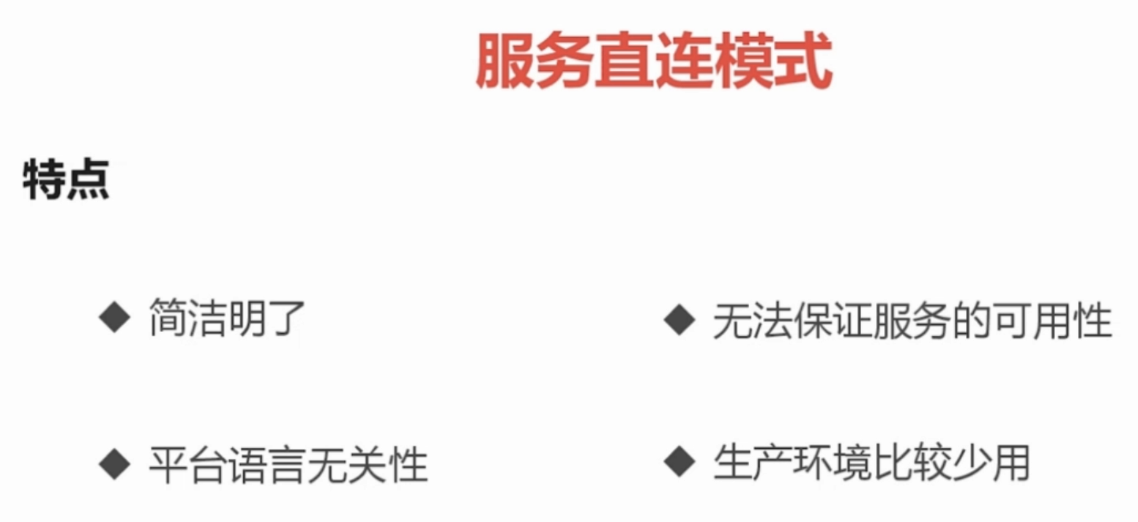 服务直连模式
特点
简洁明了
无法保证服务的可用性
平台语言无关性
生产环境比较少用